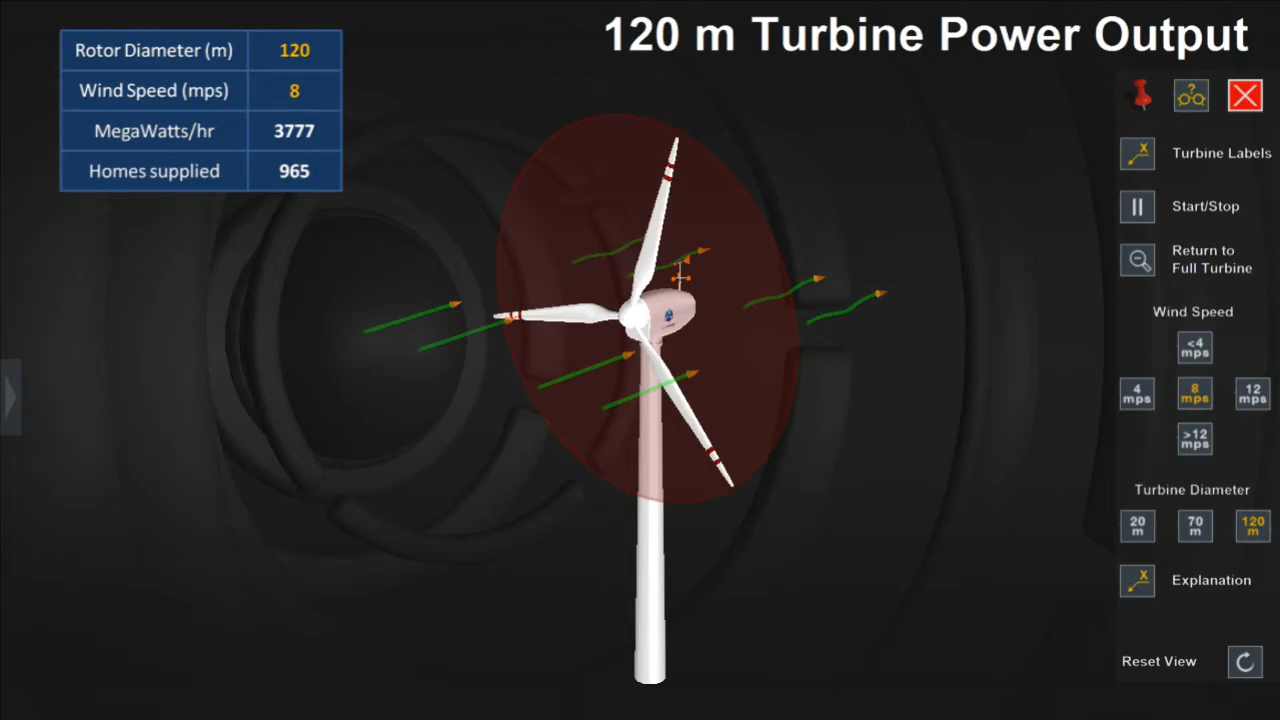 120 m Turbine Power Output
Rotor Diameter (m) 120
Wind Speed (mps) 8
MegaWatts/hr 3777
Homes supplied 965
?
X Turbine Labels
Start/Stop
Return to
Full Turbine
Wind Speed
<4
mps
4
mps
8
mps
12
mps
>12
mps
Turbine Diameter
20
m
70
m
120
m
X Explanation
Reset View